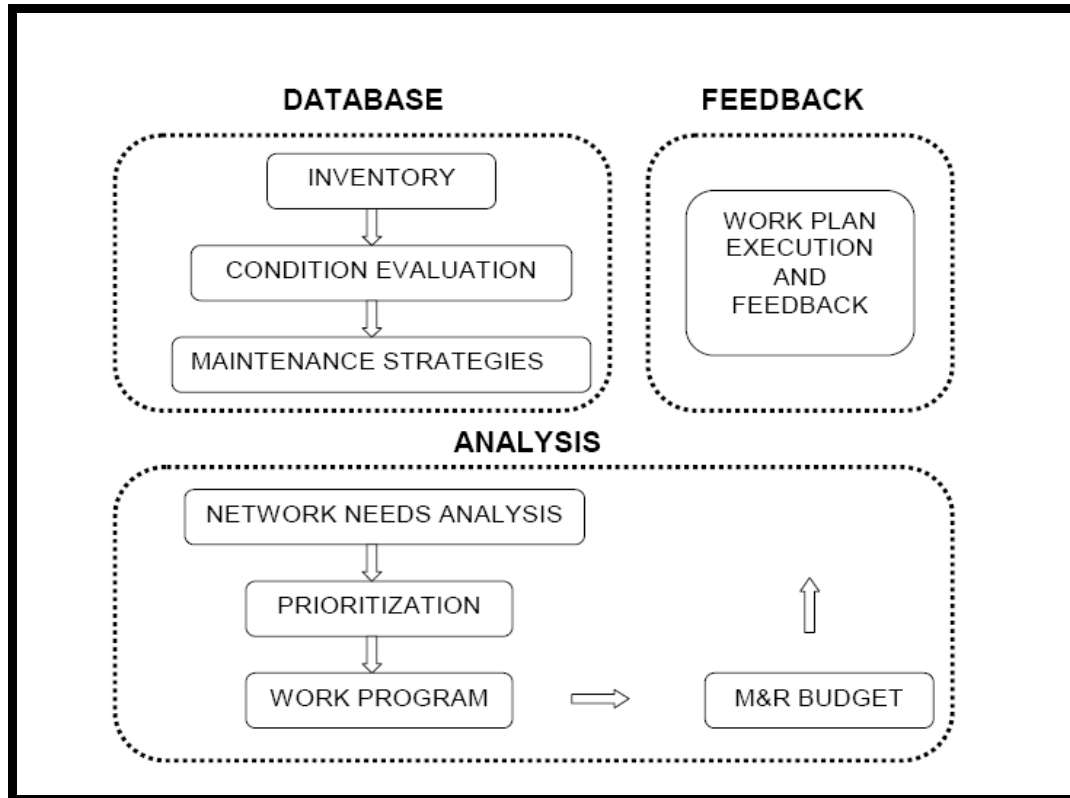 DATABASE
INVENTORY
CONDITION EVALUATION
MAINTENANCE STRATEGIES
FEEDBACK
WORK PLAN
EXECUTION
AND
FEEDBACK
ANALYSIS
NETWORK NEEDS ANALYSIS
PRIORITIZATION
WORK PROGRAM
M&R BUDGET